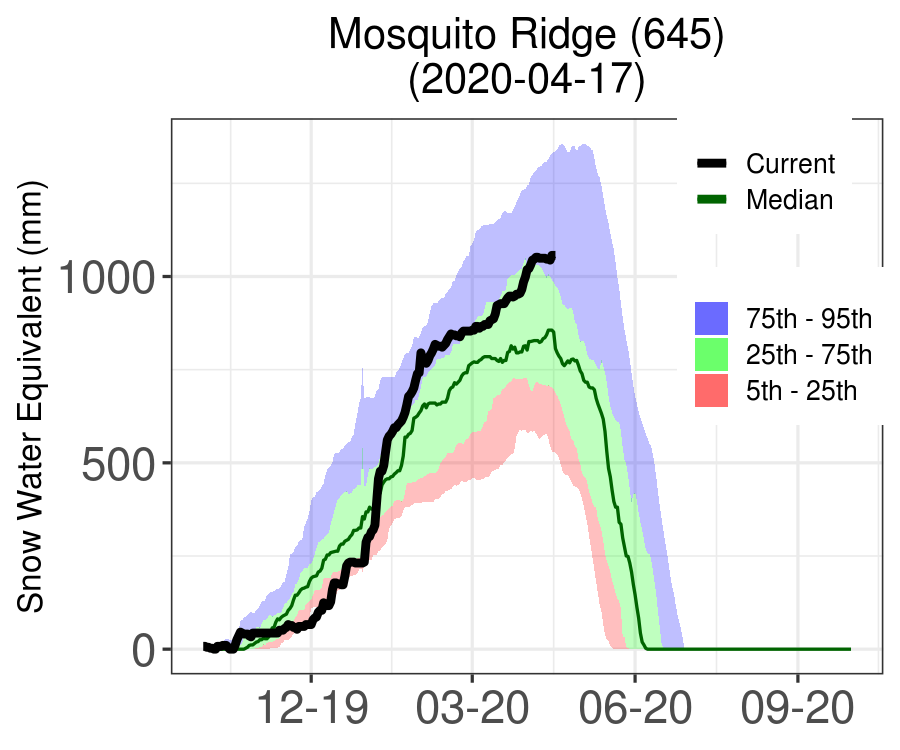 Mosquito Ridge (645)
(2020-04-17)
Current
Median
75th - 95th
25th - 75th
5th - 25th
Snow Water Equivalent (mm)
1000
500
0
12-19
03-20
06-20
09-20